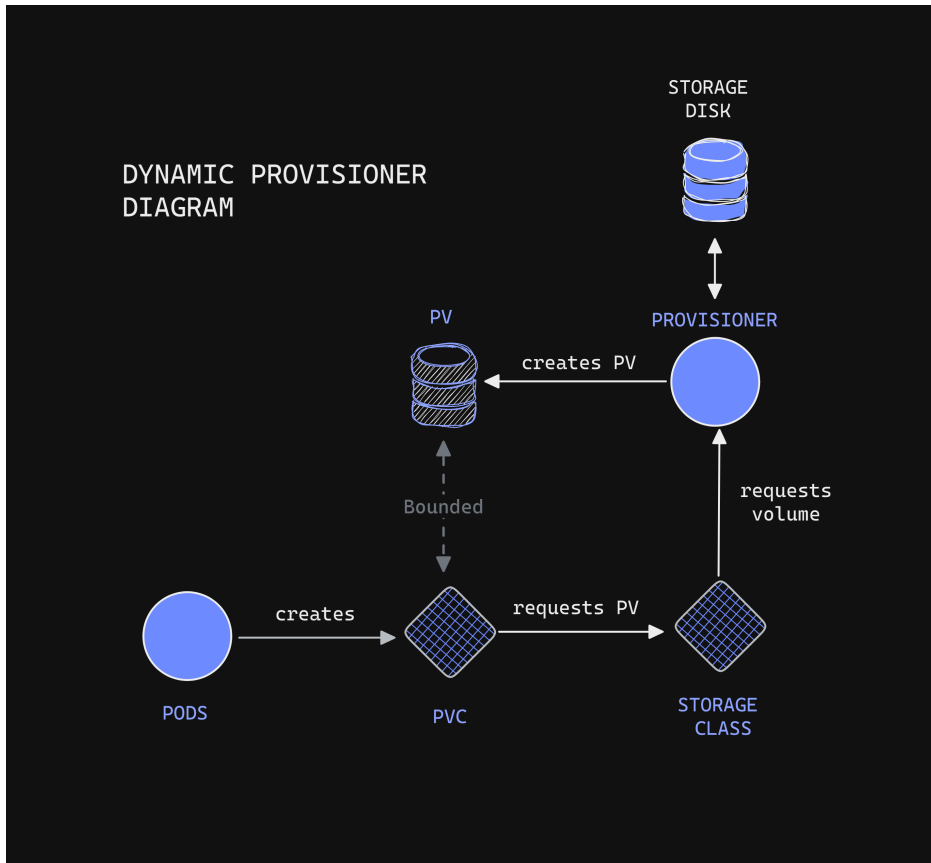 STORAGE
DISK
DYNAMIC PROVISIONER
DIAGRAM
PV
PROVISIONER
creates PV
requests
volume
Bounded
creates
requests PV
PODS
PVC
STORAGE
CLASS